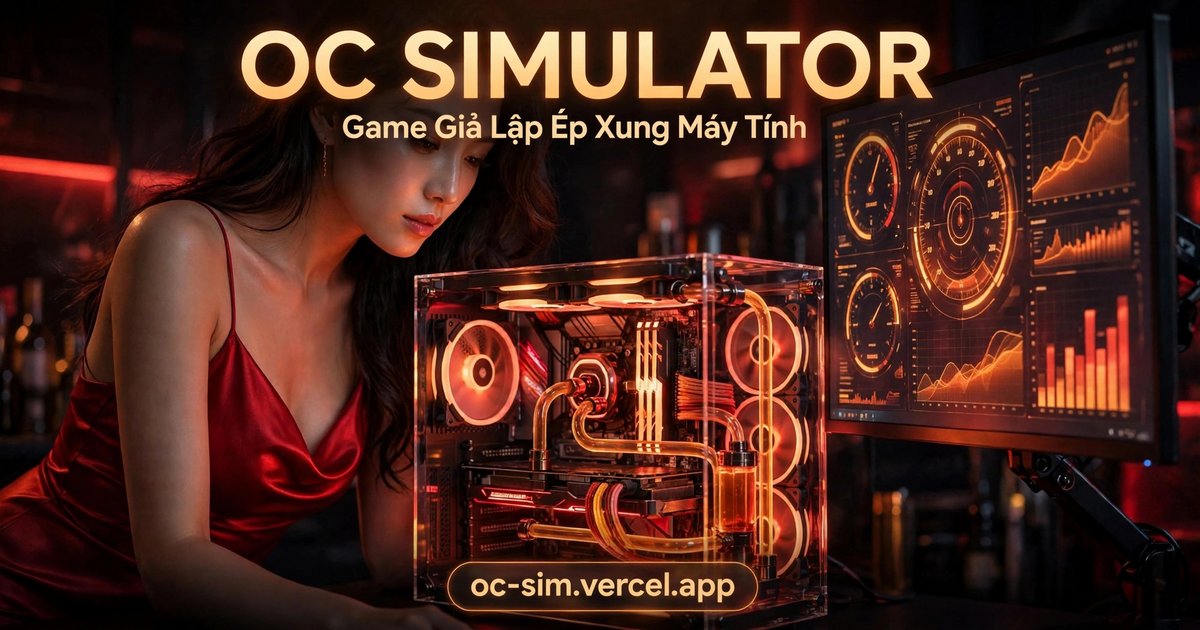 OC SIMULATOR
Game Giả Lập Ép Xung Máy Tính
oc-sim.vercel.app